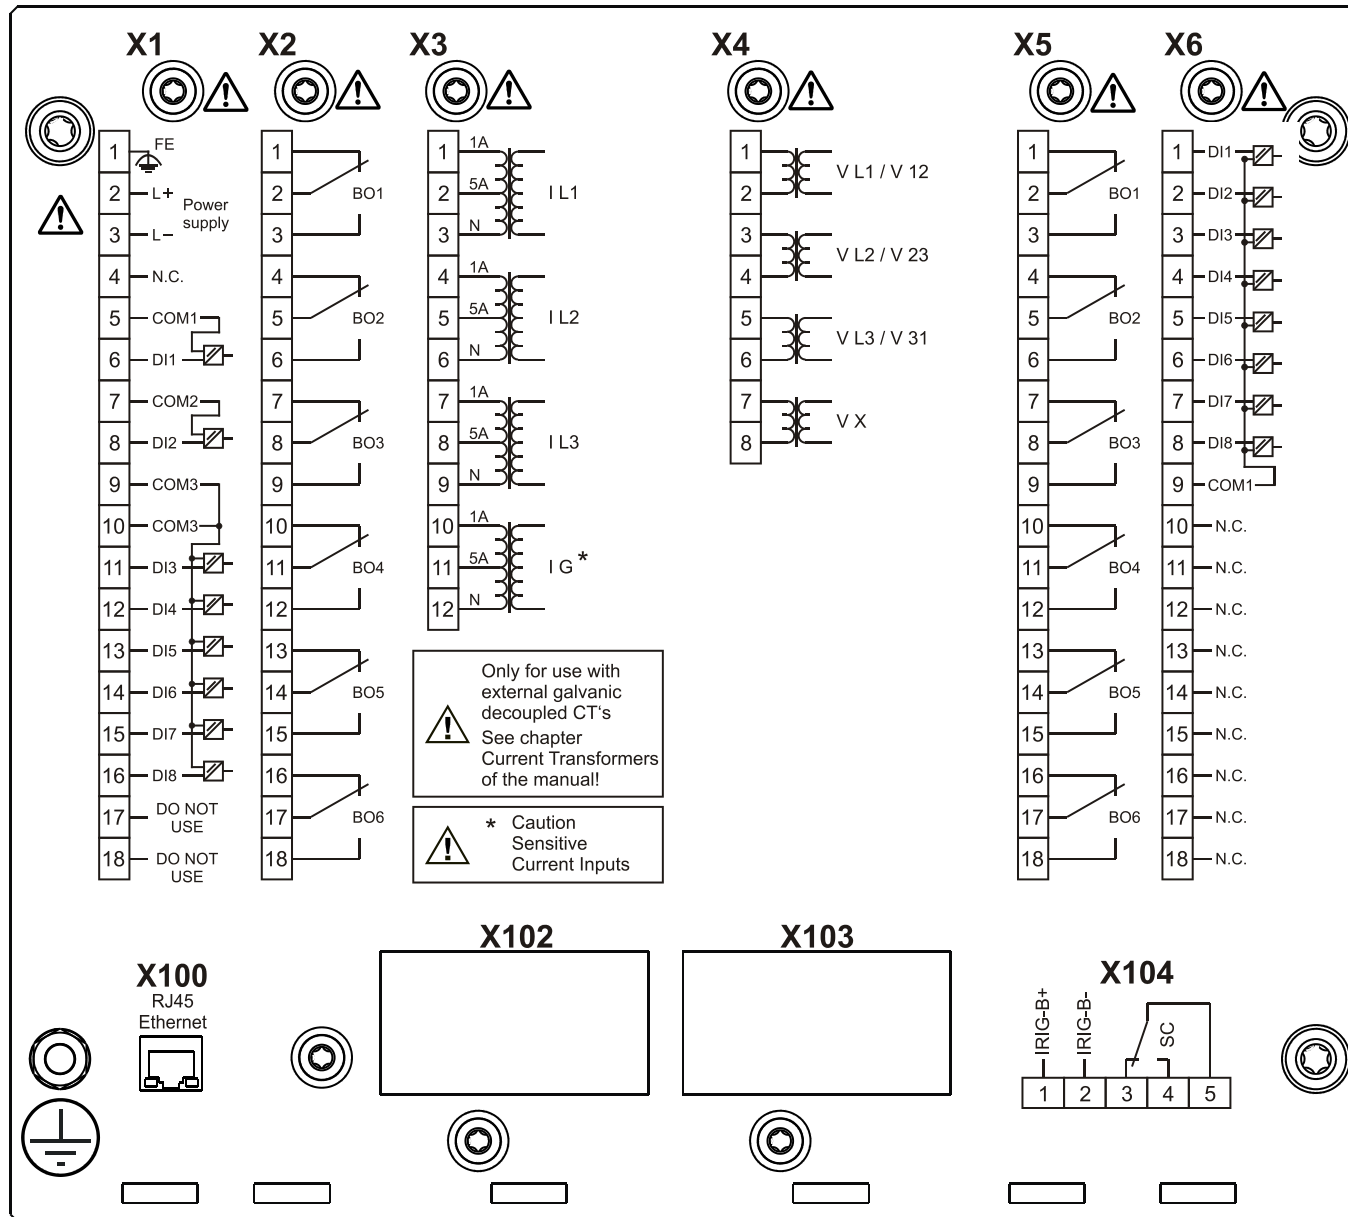 X1
X2
X3
X4
X5
X6
1 FE
2 L+
Power
supply
3 L−
4 N.C.
5 COM1
6 DI1
7 COM2
8 DI2
9 COM3
10 COM3
11 DI3
12 DI4
13 DI5
14 DI6
15 DI7
16 DI8
17 DO NOT
USE
18 DO NOT
USE
1
2 BO1
3
4
5 BO2
6
7
8 BO3
9
10
11 BO4
12
13
14 BO5
15
16
17 BO6
18
1 1A
2 5A I L1
3 N
4 1A
5 5A I L2
6 N
7 1A
8 5A I L3
9 N
10 1A
11 5A I G *
12 N
Only for use with
external galvanic
decoupled CT‘s
See chapter
Current Transformers
of the manual!
* Caution
Sensitive
Current Inputs
1
V L1 / V 12
2
3
V L2 / V 23
4
5
V L3 / V 31
6
7
V X
8
1
2 BO1
3
4
5 BO2
6
7
8 BO3
9
10
11 BO4
12
13
14 BO5
15
16
17 BO6
18
1 DI1
2 DI2
3 DI3
4 DI4
5 DI5
6 DI6
7 DI7
8 DI8
9 COM1
10 N.C.
11 N.C.
12 N.C.
13 N.C.
14 N.C.
15 N.C.
16 N.C.
17 N.C.
18 N.C.
X100
RJ45
Ethernet
X102
X103
X104
IRIG-B+
IRIG-B-
SC
1 2 3 4 5